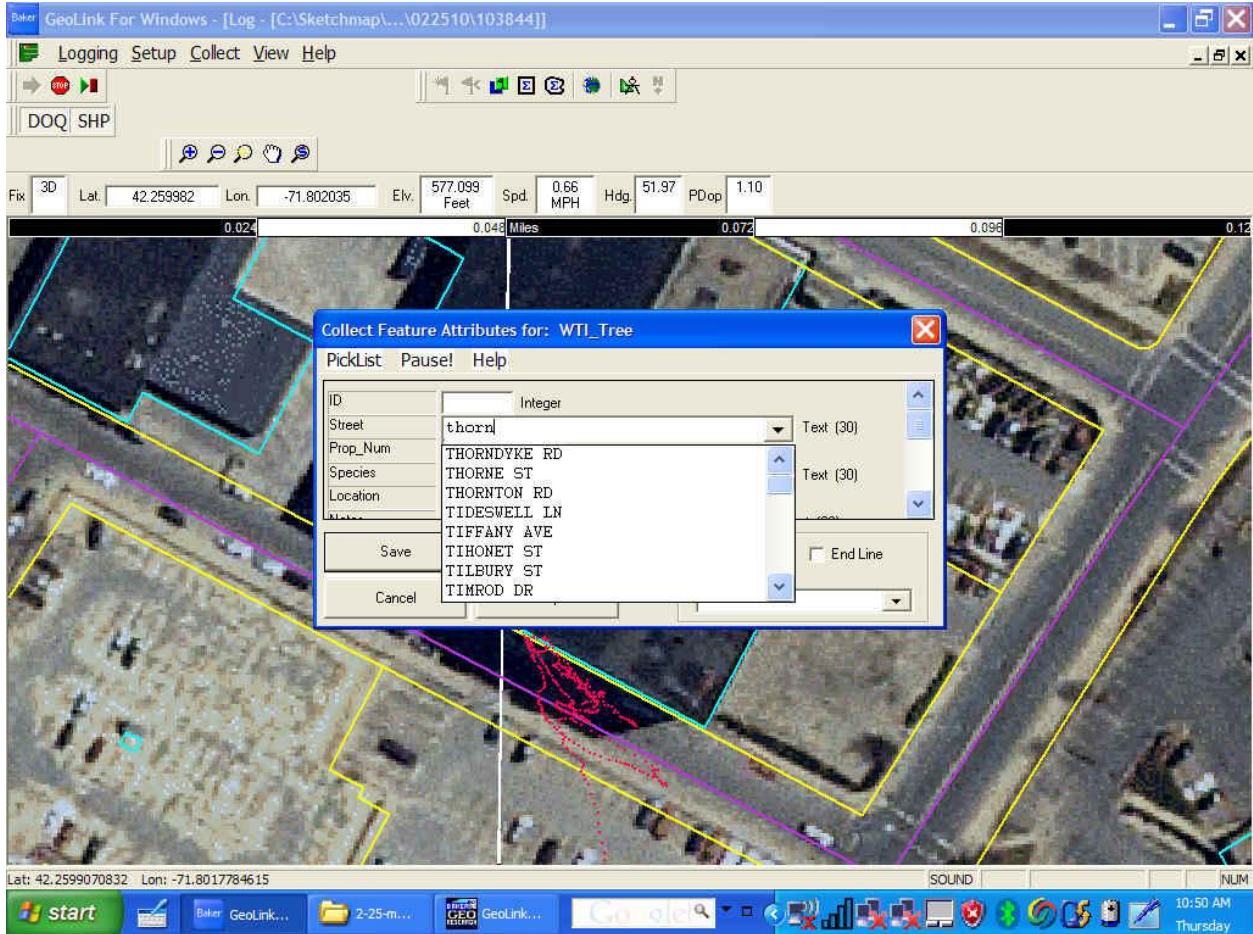 Baker GeoLink For Windows - [Log - [C:\Sketchmap\...\022510\103844]]
Logging Setup Collect View Help
STOP
DOQ SHP
Fix 3D Lat. 42.259982 Lon. -71.802035 Elv. 577.099 Feet Spd. 0.66 MPH Hdg. 51.97 PDop 1.10
0.024 0.048 Miles 0.072 0.096 0.12
Collect Feature Attributes for: WTI_Tree
PickList Pause! Help
ID Integer
Street thorn Text (30)
Prop_Num
Species Text (30)
Location
THORNDYKE RD
THORNE ST
THORNTON RD
TIDESWELL LN
TIFFANY AVE
TIHONET ST
TILBURY ST
TIMROD DR
Save End Line
Cancel
Lat: 42.2599070832 Lon: -71.8017784615 SOUND NUM
start Baker GeoLink... 2-25-m... GEO GeoLink... Google 10:50 AM
Thursday